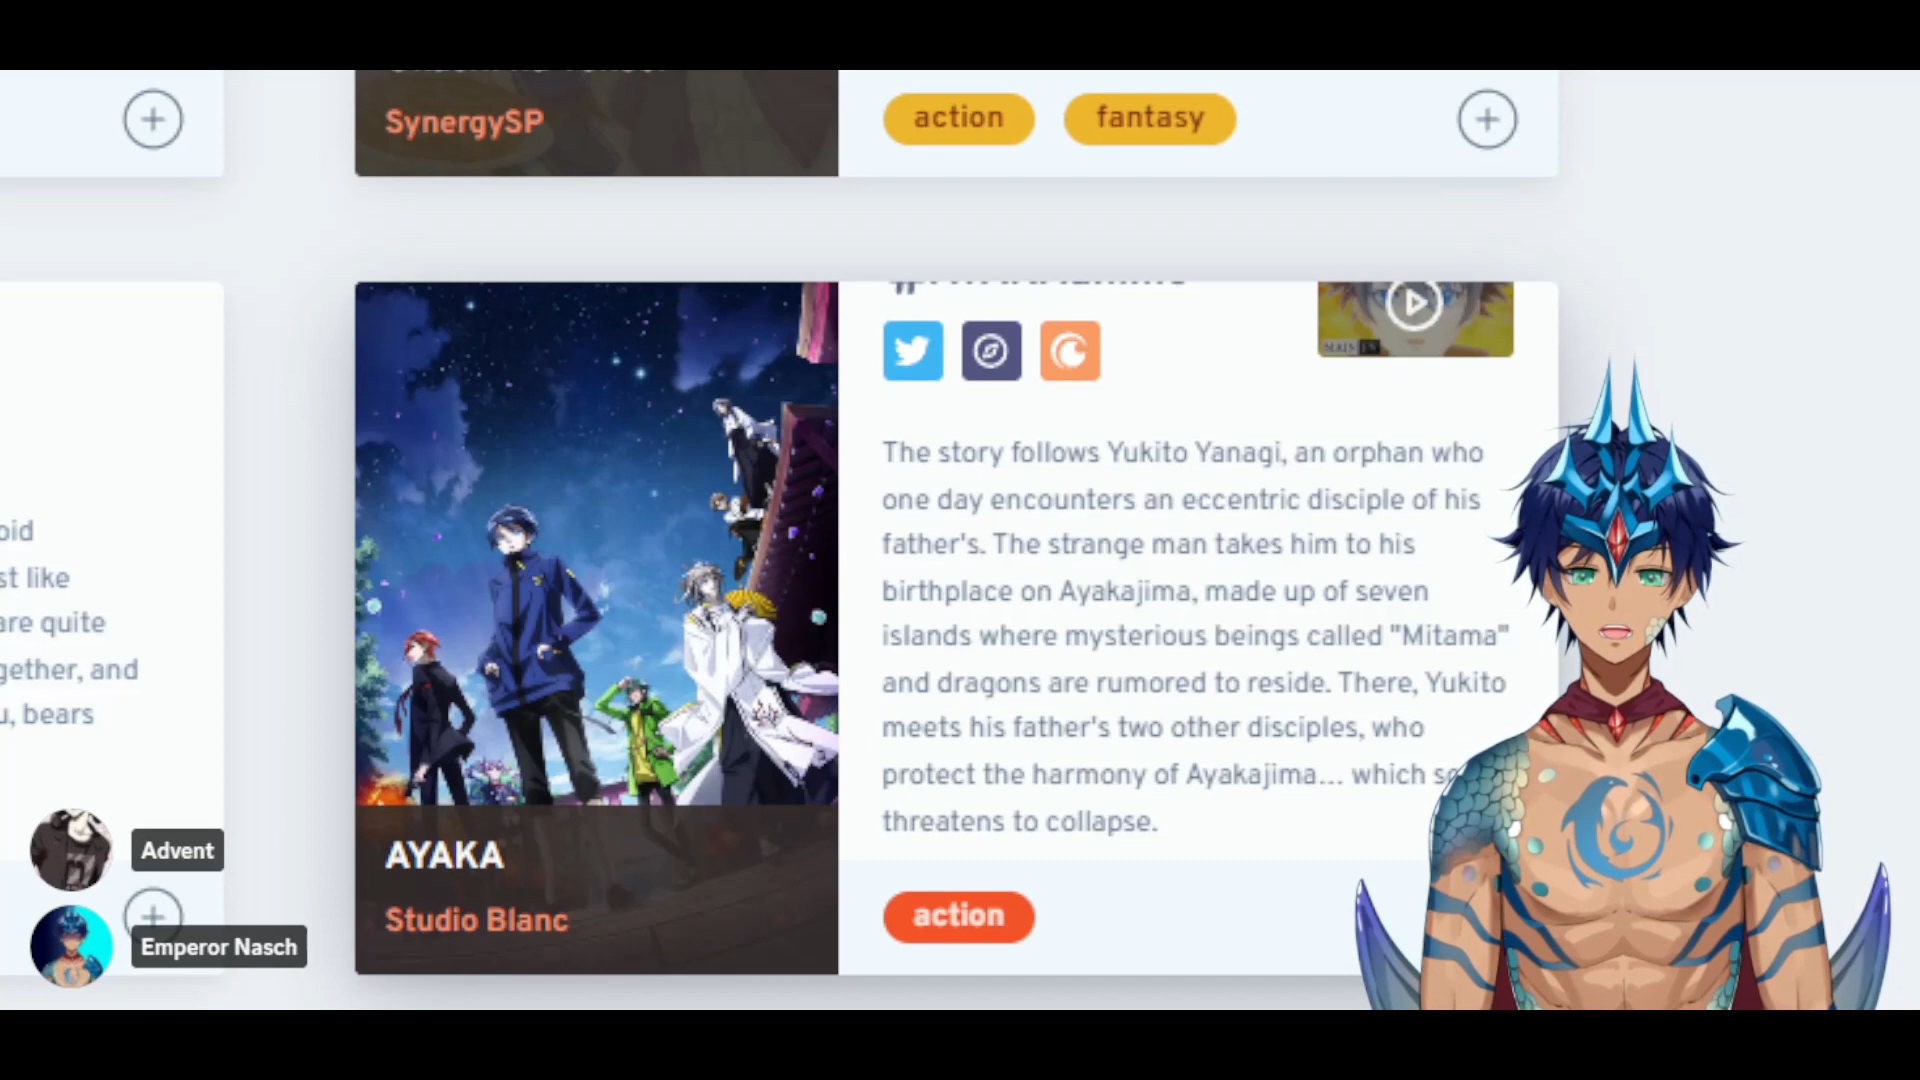 SynergySP
action
fantasy
oid
st like
are quite
gether, and
u, bears
The story follows Yukito Yanagi, an orphan who
one day encounters an eccentric disciple of his
father's. The strange man takes him to his
birthplace on Ayakajima, made up of seven
islands where mysterious beings called "Mitama"
and dragons are rumored to reside. There, Yukito
meets his father's two other disciples, who
protect the harmony of Ayakajima... which
threatens to collapse.
AYAKA
Studio Blanc
action
Advent
Emperor Nasch